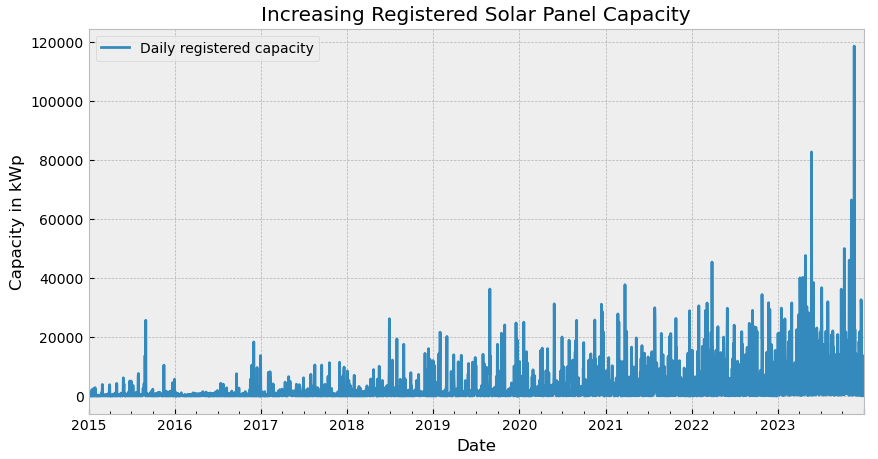 Increasing Registered Solar Panel Capacity
Daily registered capacity
120000
100000
80000
60000
40000
20000
0
Capacity in kWp
2015 2016 2017 2018 2019 2020 2021 2022 2023
Date